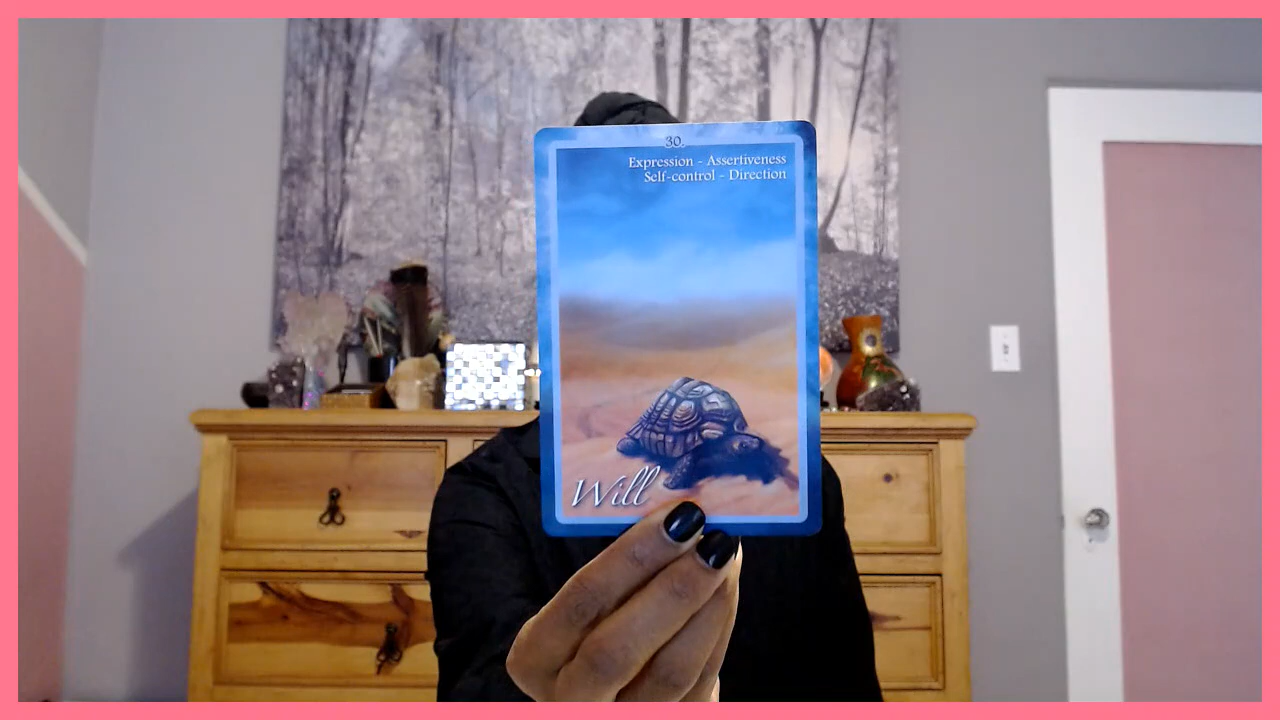 30.
Expression - Assertiveness
Self-control - Direction
Will